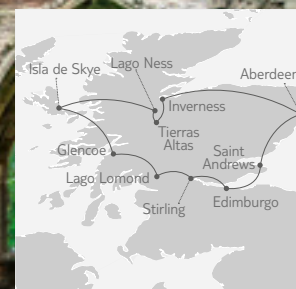 Isla de Skye
Lago Ness
Aberdeen
Inverness
Tierras
Altas
Glencoe
Saint
Andrews
Lago Lomond
Stirling
Edimburgo